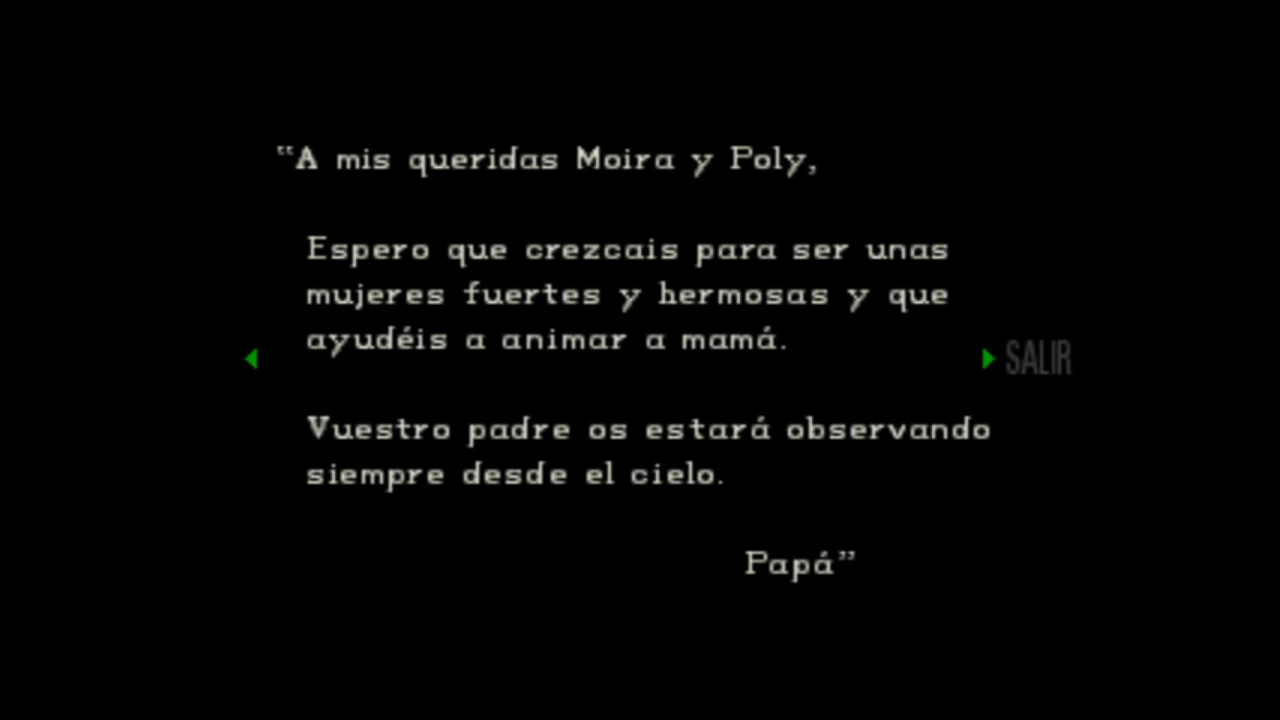 “A mis queridas Moira y Poly,
Espero que crezcais para ser unas
mujeres fuertes y hermosas y que
ayudéis a animar a mamá.
SALIR
Vuestro padre os estará observando
siempre desde el cielo.
Papá”